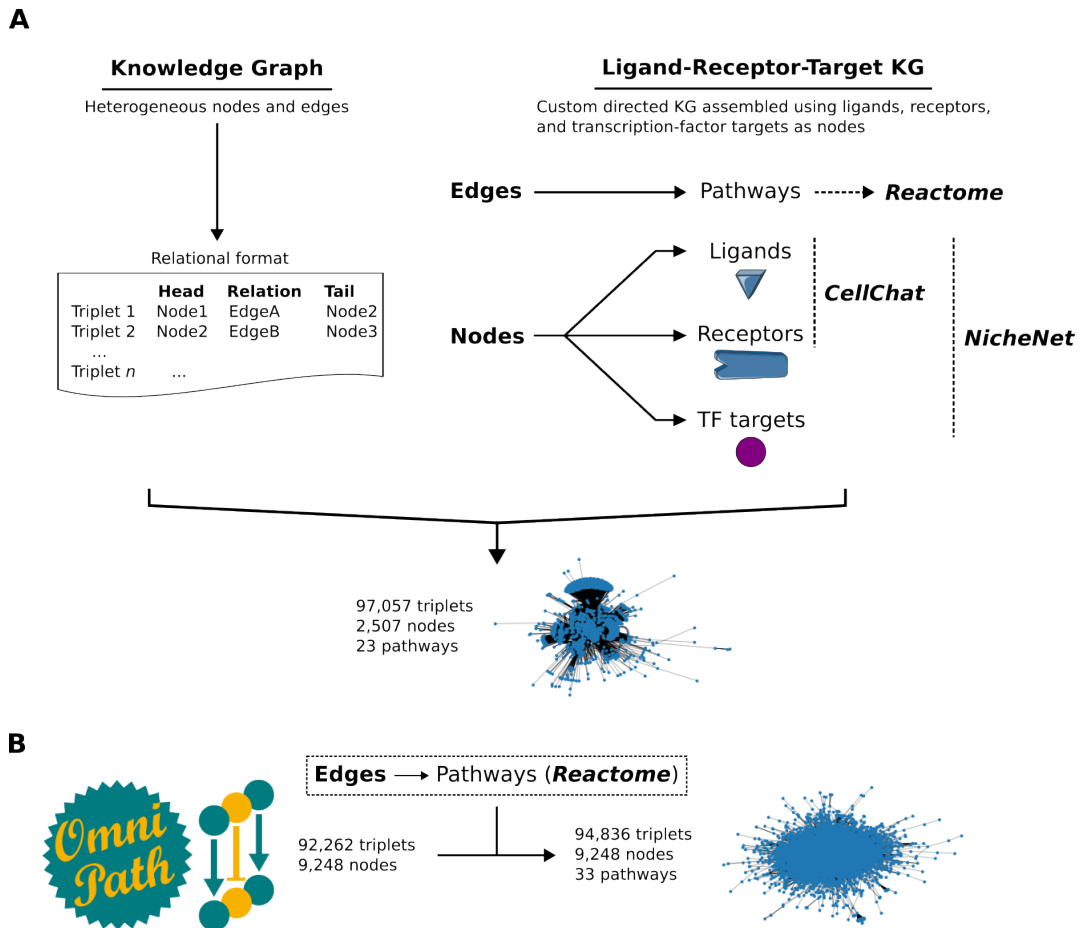 A
Knowledge Graph
Heterogeneous nodes and edges
Relational format
Head Relation Tail
Triplet 1 Node1 EdgeA Node2
Triplet 2 Node2 EdgeB Node3
...
Triplet n ...
Ligand-Receptor-Target KG
Custom directed KG assembled using ligands, receptors,
and transcription-factor targets as nodes
Edges Pathways Reactome
Ligands
CellChat
Nodes Receptors NicheNet
TF targets
97,057 triplets
2,507 nodes
23 pathways
B
Omni
Path
Edges Pathways (Reactome)
92,262 triplets
9,248 nodes
94,836 triplets
9,248 nodes
33 pathways